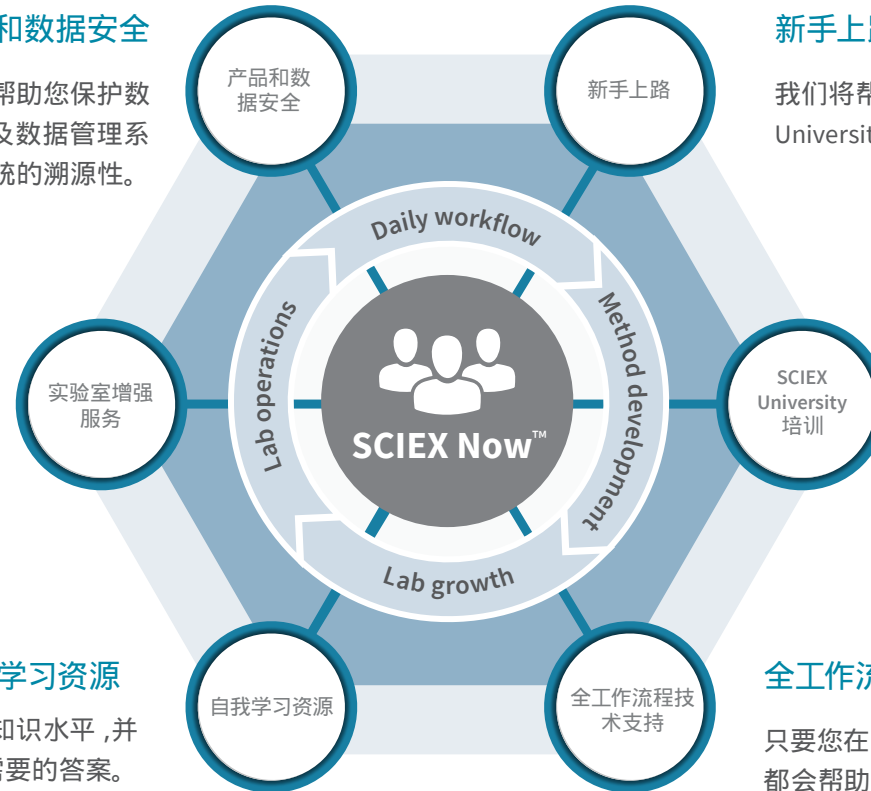 和数据安全
帮助您保护数
及数据管理系
统的溯源性。
产品和数
据安全
新手上路
新手上路
我们将帮
Universit
Daily workflow
Lab operations
Method development
Lab growth
SCIEX Now™
实验室增强
服务
SCIEX
University
培训
学习资源
知识水平 ,并
需要的答案。
自我学习资源
全工作流程技
术支持
全工作流
只要您在
都会帮助